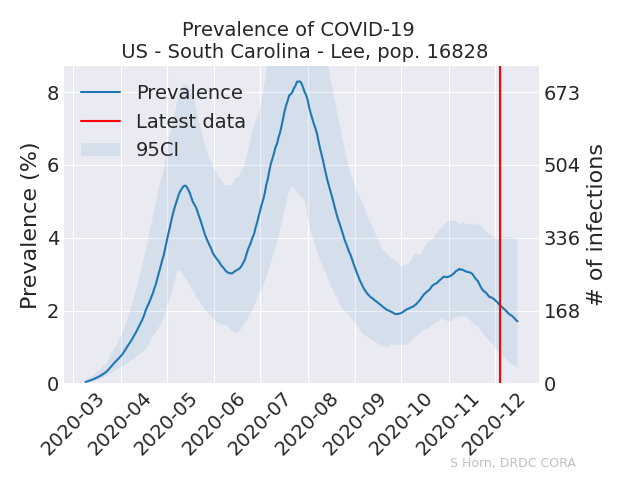 Prevalence of COVID-19
US - South Carolina - Lee, pop. 16828
Prevalence
Latest data
95CI
Prevalence (%)
8
6
4
2
0
673
504
336
168
0
# of infections
2020-03
2020-04
2020-05
2020-06
2020-07
2020-08
2020-09
2020-10
2020-11
2020-12
S Horn, DRDC CORA